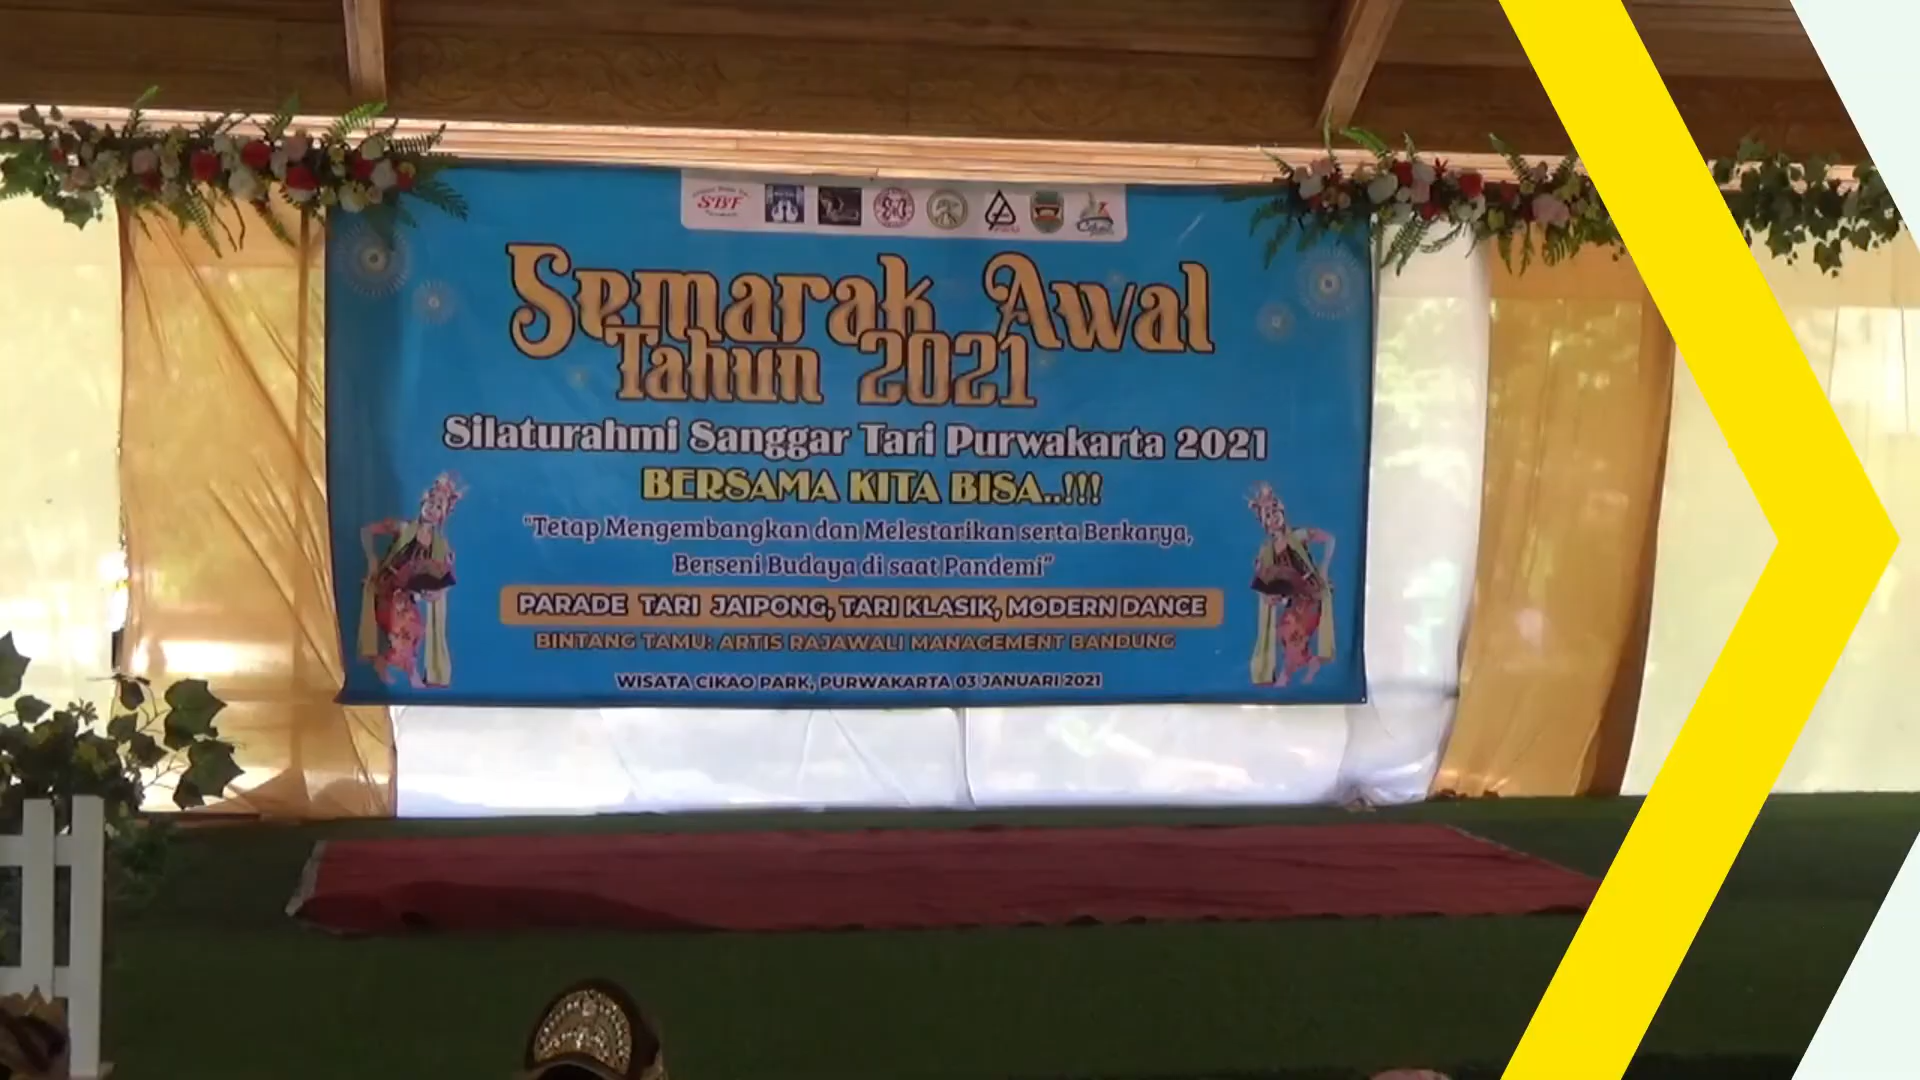 SBF
Semarak Awal
Tahun 2021
Silaturahmi Sanggar Tari Purwakarta 2021
BERSAMA KITA BISA..!!!
"Tetap Mengembangkan dan Melestarikan serta Berkarya,
Berseni Budaya di saat Pandemi"
PARADE TARI JAIPONG, TARI KLASIK, MODERN DANCE
BINTANG TAMU: ARTIS RAJAWALI MANAGEMENT BANDUNG
WISATA CIKAO PARK, PURWAKARTA 03 JANUARI 2021